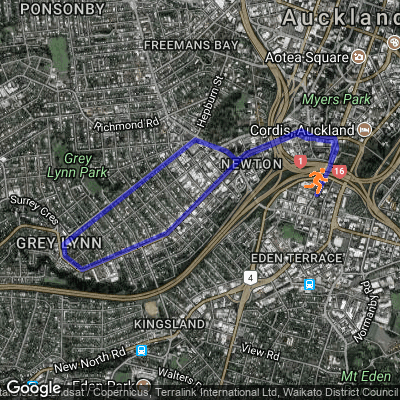 PONSONBY
Auckland
FREEMANS BAY
Aotea Square
Hepburn St
Myers Park
Richmond Rd
Cordis, Auckland
Grey
Lynn Park
NEWTON
1
16
Surrey Cres
GREY LYNN
EDEN TERRACE
4
Normanby Rd
KINGSLAND
New North Rd
View Rd
Walters
Mt Eden
Eden Park
Google
dsat / Copernicus, Terralink International Ltd, Waikato District Council